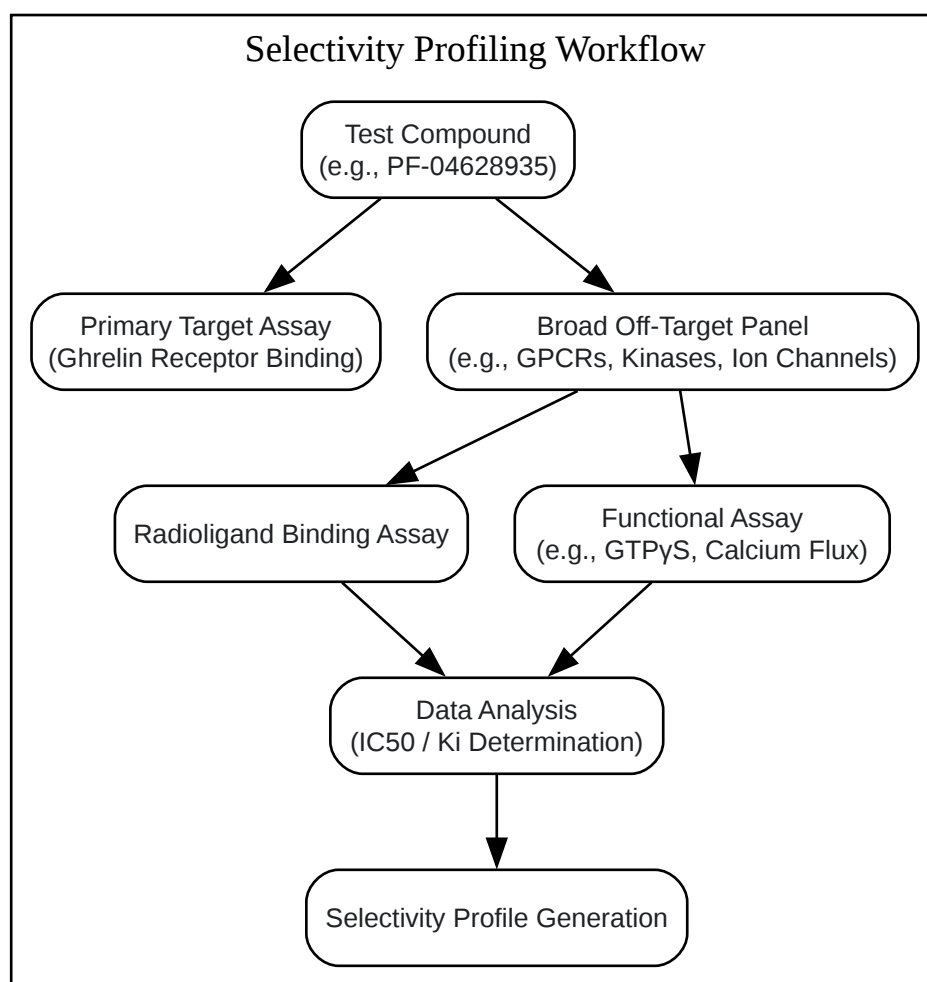 Selectivity Profiling Workflow
Test Compound
(e.g., PF-04628935)
Primary Target Assay
(Ghrelin Receptor Binding)
Broad Off-Target Panel
(e.g., GPCRs, Kinases, Ion Channels)
Radioligand Binding Assay
Functional Assay
(e.g., GTPγS, Calcium Flux)
Data Analysis
(IC50 / Ki Determination)
Selectivity Profile Generation